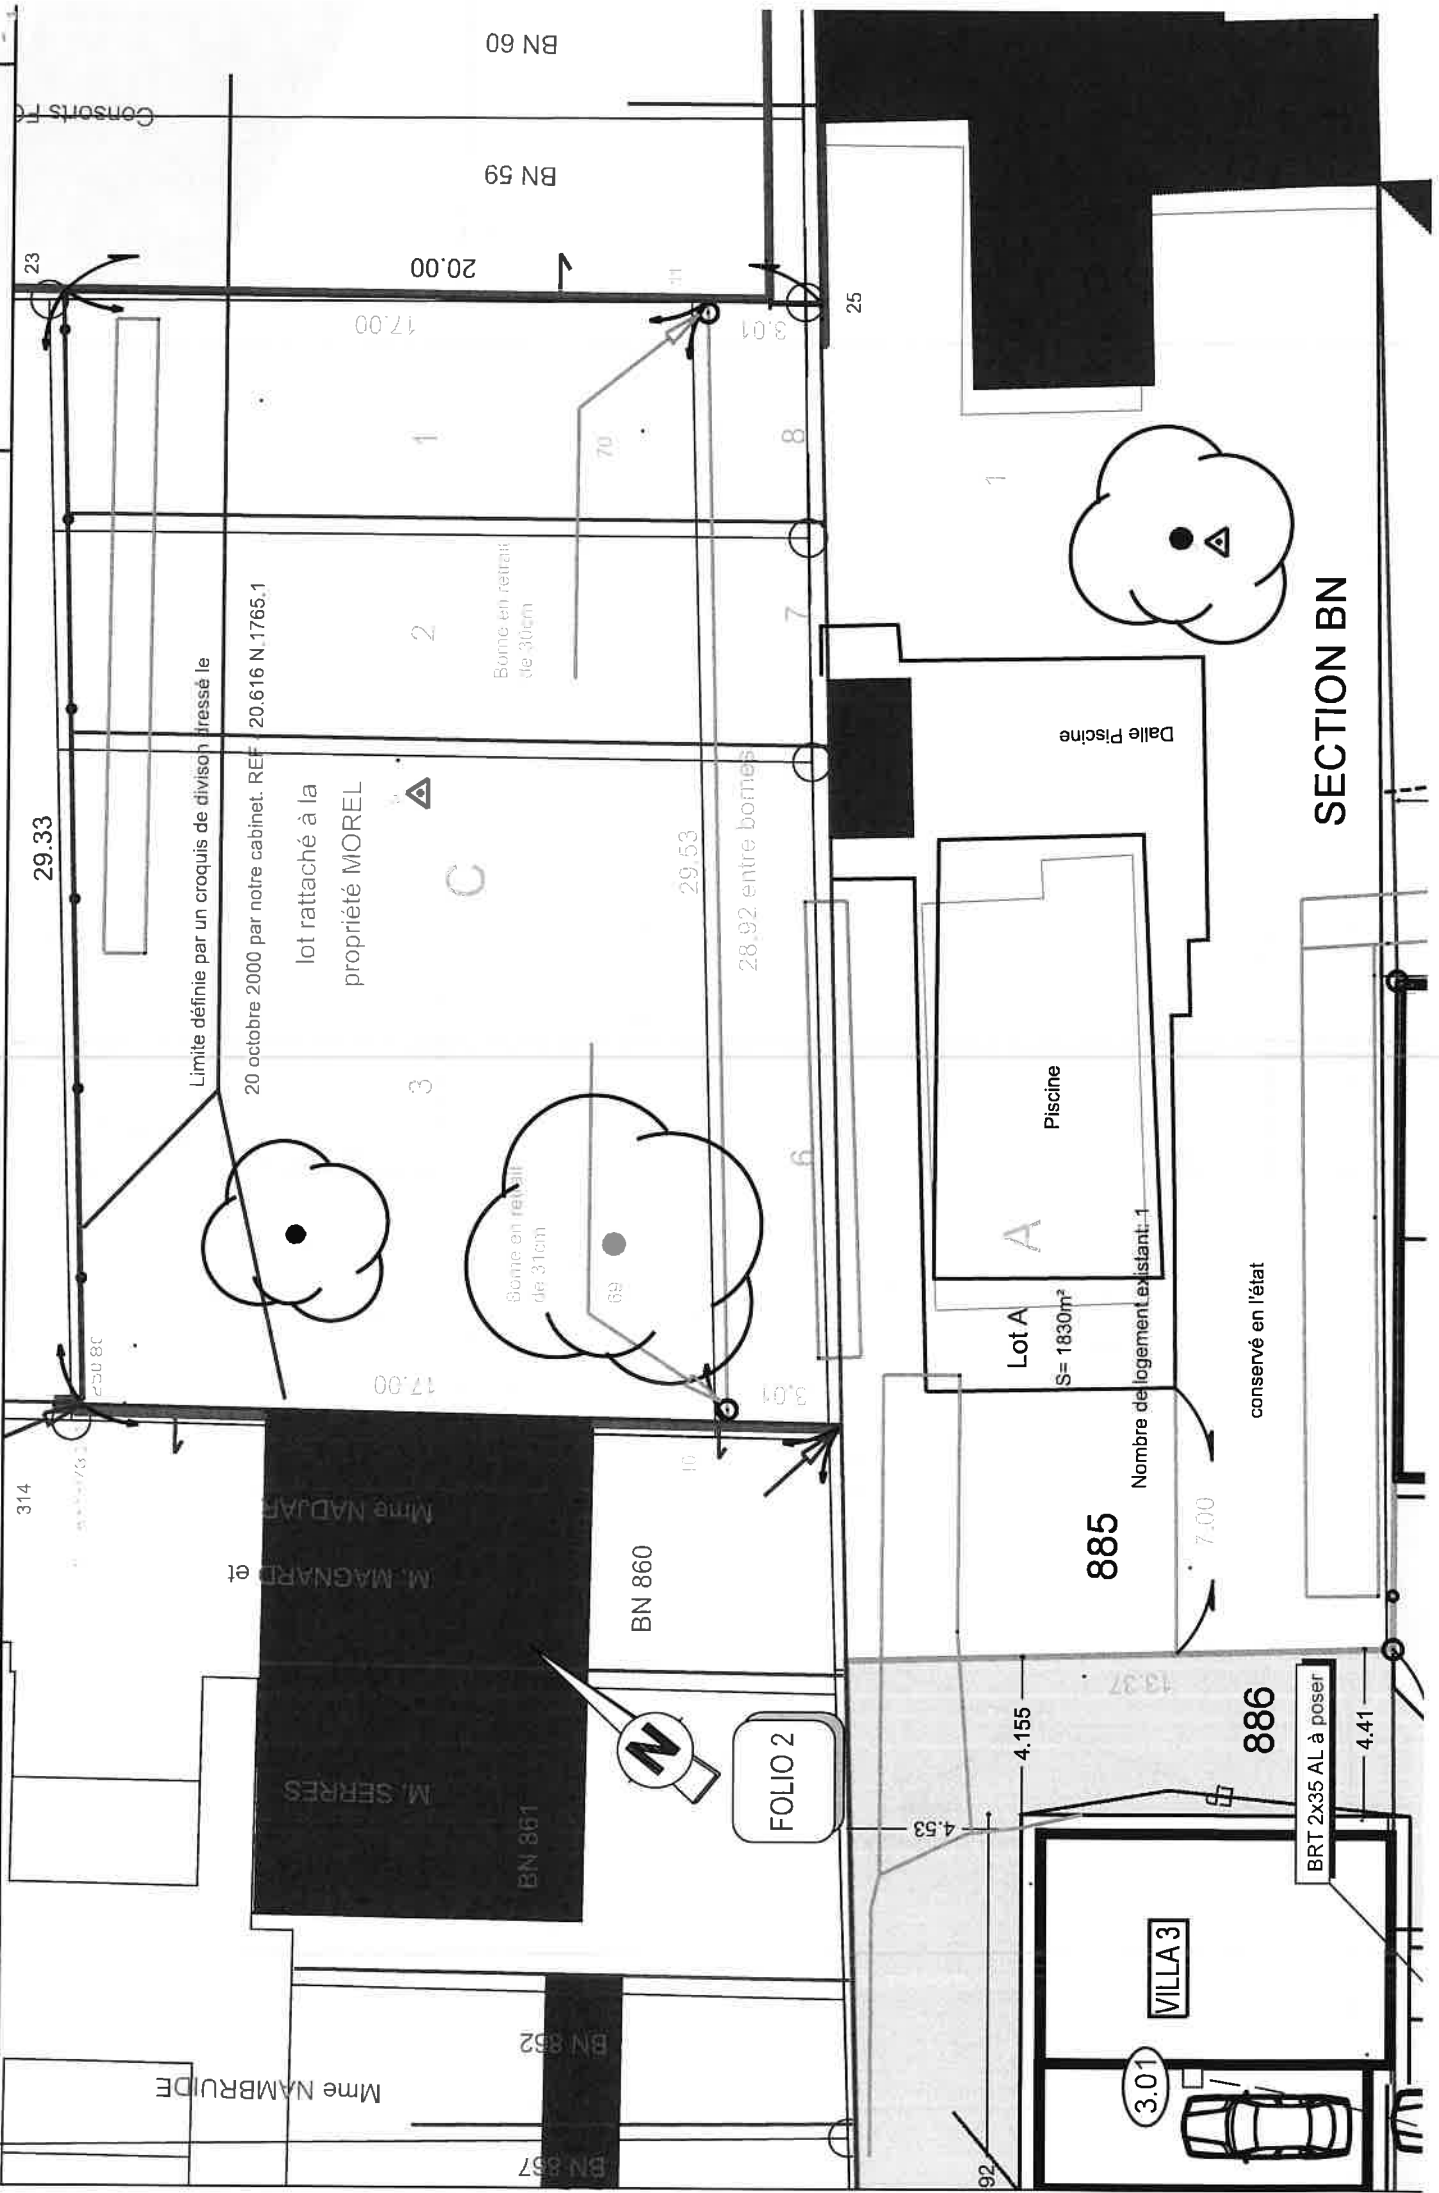 Consorts
BN 60
BN 59
23
20.00
17.00
3.01
11
25
29.33
Limite définie par un croquis de divison dressé le
20 octobre 2000 par notre cabinet. REF : 20.616 N.1765.1
lot rattaché à la
propriété MOREL
C
1
2
3
70
8
7
6
1
Borne en retrait
de 30cm
29.53
28.92 entre bornes
Borne en retrait
de 31cm
69
17.00
3.01
16
314
Mme NADJAR
M. MAGNARD et
BN 860
M. SERRES
BN 861
BN 862
Mme NAMBRUIDE
BN 867
N
FOLIO 2
Dalle Piscine
Piscine
SECTION BN
A
Lot A
S= 1830m²
Nombre de logement existant: 1
conservé en l'état
885
7.00
13.37
886
4.155
4.53
4.41
BRT 2x35 AL à poser
VILLA 3
3.01
92